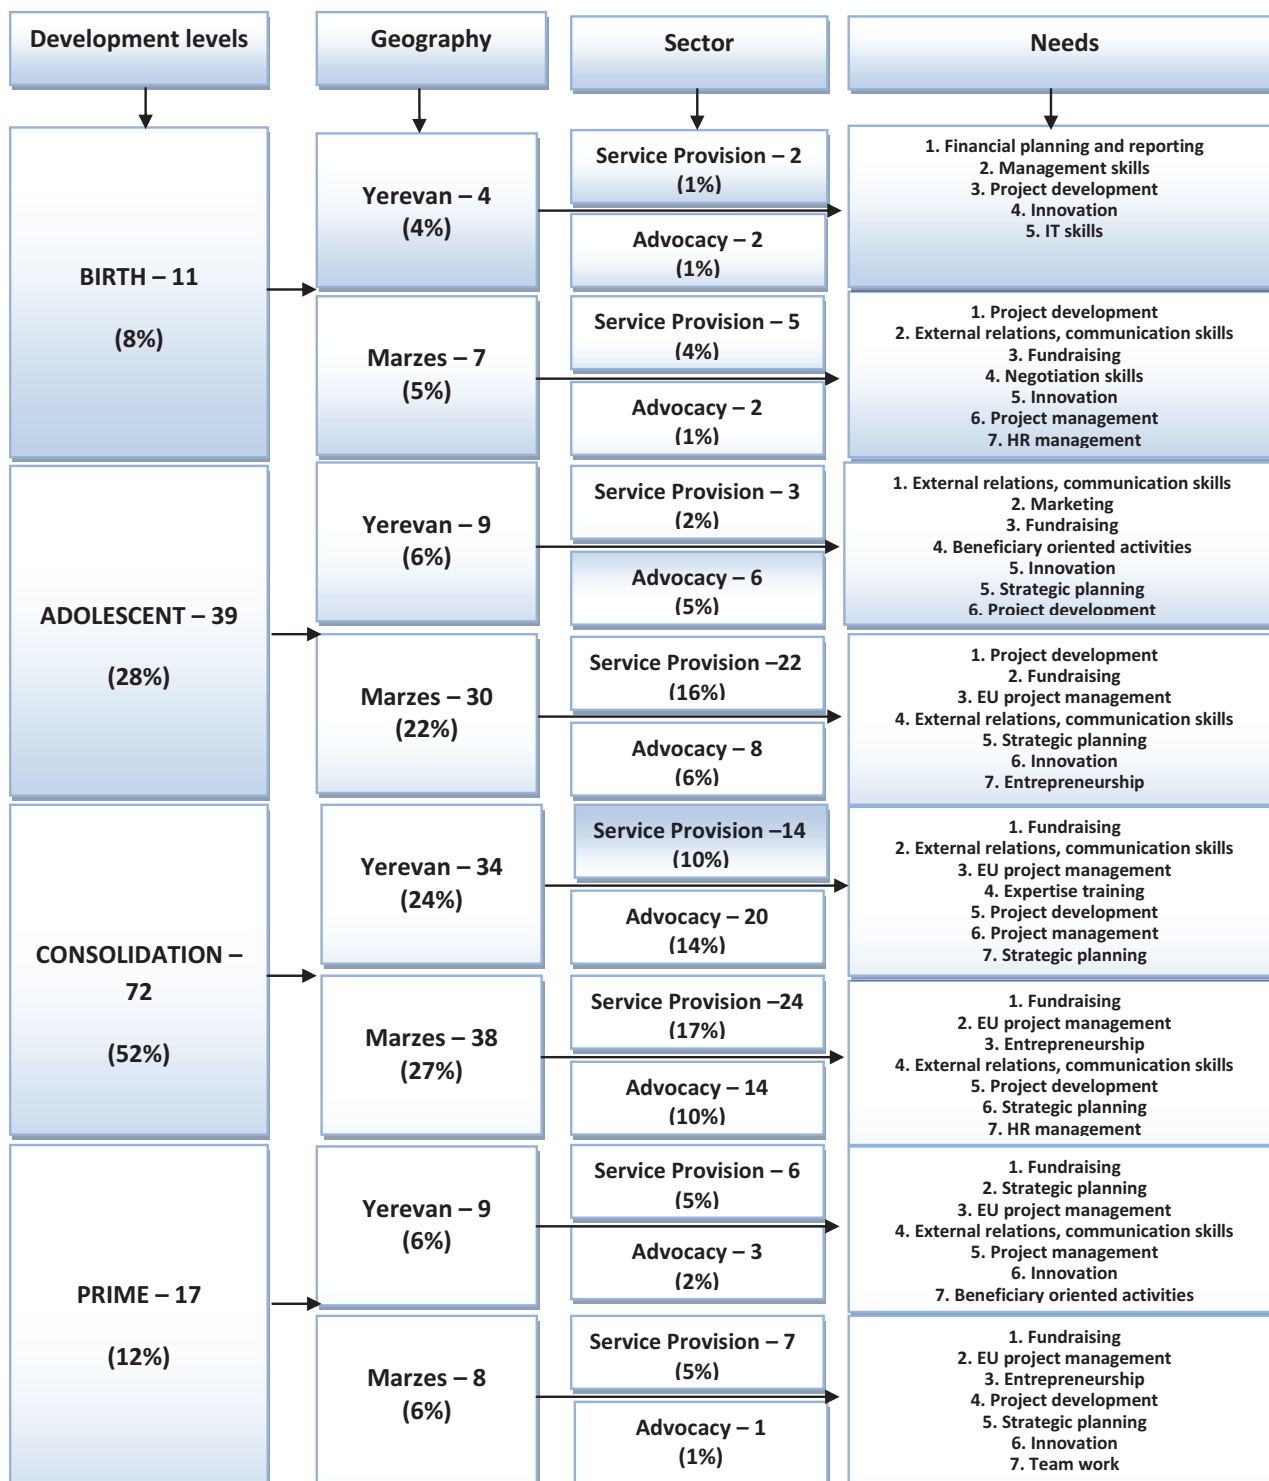 Development levels
Geography
Sector
Needs
BIRTH – 11
(8%)
Yerevan – 4
(4%)
Service Provision – 2
(1%)
Advocacy – 2
(1%)
1. Financial planning and reporting
2. Management skills
3. Project development
4. Innovation
5. IT skills
Marzes – 7
(5%)
Service Provision – 5
(4%)
Advocacy – 2
(1%)
1. Project development
2. External relations, communication skills
3. Fundraising
4. Negotiation skills
5. Innovation
6. Project management
7. HR management
ADOLESCENT – 39
(28%)
Yerevan – 9
(6%)
Service Provision – 3
(2%)
Advocacy – 6
(5%)
1. External relations, communication skills
2. Marketing
3. Fundraising
4. Beneficiary oriented activities
5. Innovation
5. Strategic planning
6. Project development
Marzes – 30
(22%)
Service Provision –22
(16%)
Advocacy – 8
(6%)
1. Project development
2. Fundraising
3. EU project management
4. External relations, communication skills
5. Strategic planning
6. Innovation
7. Entrepreneurship
CONSOLIDATION –
72
(52%)
Yerevan – 34
(24%)
Service Provision –14
(10%)
Advocacy – 20
(14%)
1. Fundraising
2. External relations, communication skills
3. EU project management
4. Expertise training
5. Project development
6. Project management
7. Strategic planning
Marzes – 38
(27%)
Service Provision –24
(17%)
Advocacy – 14
(10%)
1. Fundraising
2. EU project management
3. Entrepreneurship
4. External relations, communication skills
5. Project development
6. Strategic planning
7. HR management
PRIME – 17
(12%)
Yerevan – 9
(6%)
Service Provision – 6
(5%)
Advocacy – 3
(2%)
1. Fundraising
2. Strategic planning
3. EU project management
4. External relations, communication skills
5. Project management
6. Innovation
7. Beneficiary oriented activities
Marzes – 8
(6%)
Service Provision – 7
(5%)
Advocacy – 1
(1%)
1. Fundraising
2. EU project management
3. Entrepreneurship
4. Project development
5. Strategic planning
6. Innovation
7. Team work